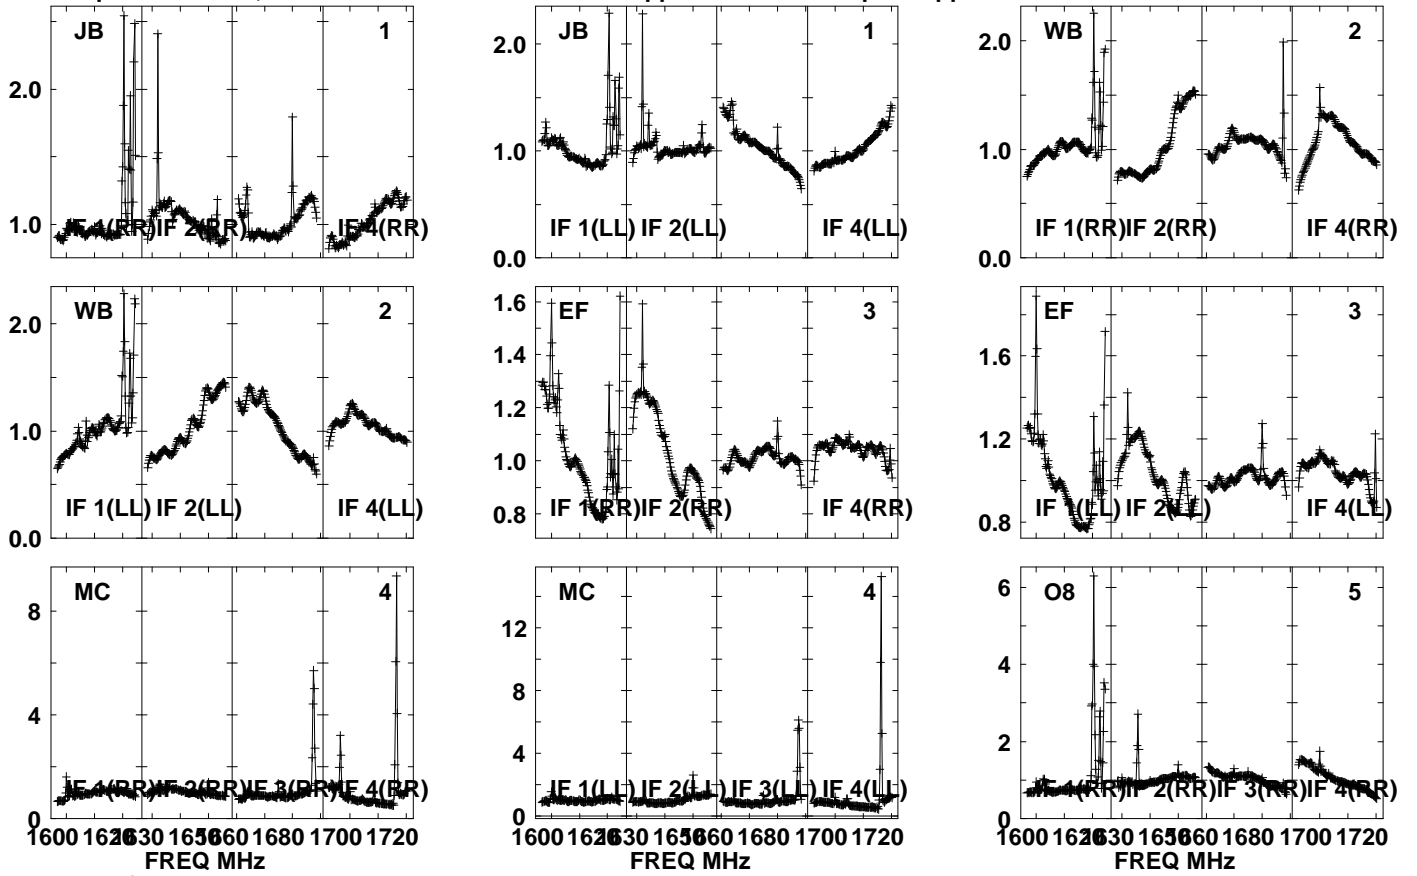 JB 1 JB 1 WB 2
2.0 2.0 2.0
1.0 1.0 1.0
IF 1(RR) IF 2(RR) IF 4(RR) IF 1(LL) IF 2(LL) IF 4(LL) IF 1(RR) IF 2(RR) IF 4(RR)
0.0 0.0
WB 2 EF 3 EF 3
2.0 1.6 1.6
1.4
1.0 1.2 1.2
1.0
IF 1(LL) IF 2(LL) IF 4(LL) IF 1(RR) IF 2(RR) IF 4(RR) IF 1(LL) IF 2(LL) IF 4(LL)
0.0 0.8 0.8
MC 4 MC 4 O8 5
8 12 6
4 8 4
4 2
IF 1(RR) IF 2(RR) IF 3(RR) IF 4(RR) IF 1(LL) IF 2(LL) IF 3(LL) IF 4(LL) IF 1(RR) IF 2(RR) IF 3(RR) IF 4(RR)
0 0 0
1600 1620 1630 1650 1660 1700 1720 1600 1620 1630 1650 1660 1700 1720 1600 1620 1630 1650 1660 1700 1720
FREQ MHz FREQ MHz FREQ MHz